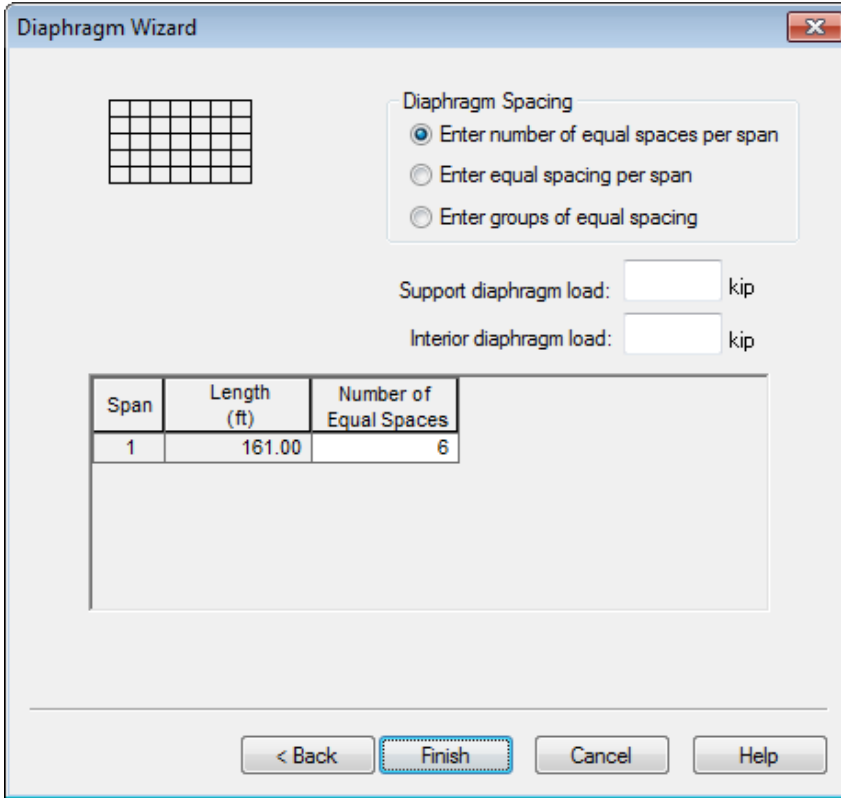 Diaphragm Wizard
Diaphragm Spacing
Enter number of equal spaces per span
Enter equal spacing per span
Enter groups of equal spacing
Support diaphragm load: kip
Interior diaphragm load: kip
Span Length (ft) Number of Equal Spaces
1 161.00 6
< Back Finish Cancel Help